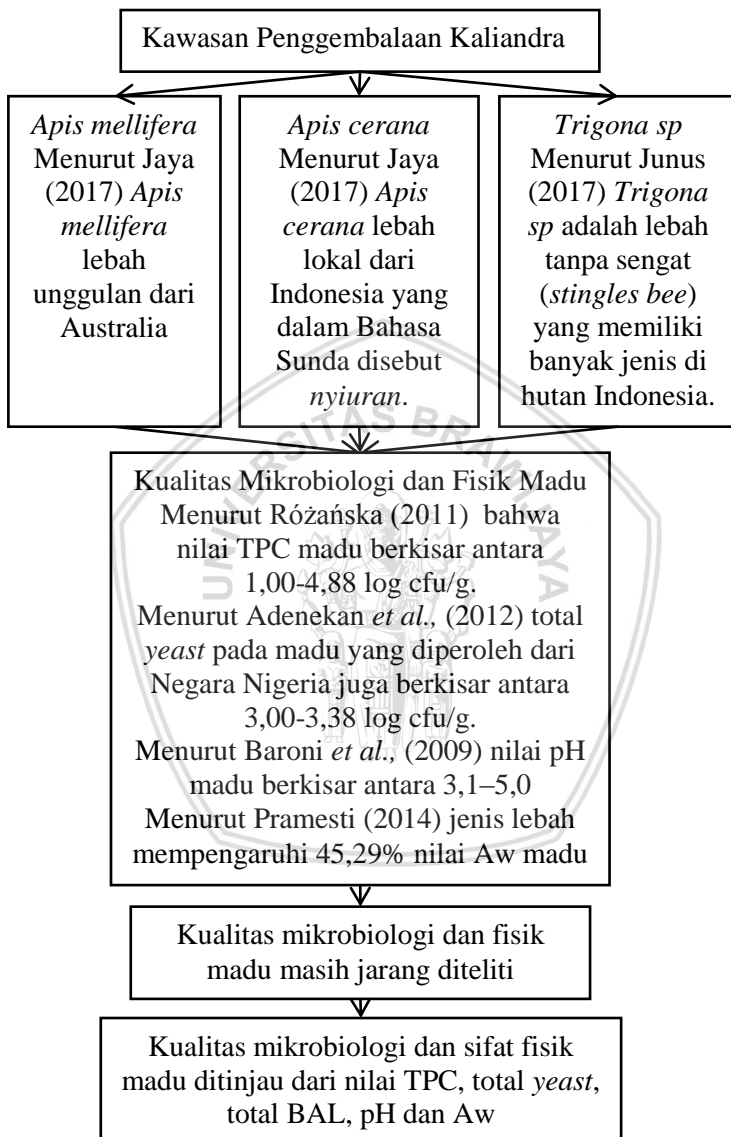 Kawasan Penggembalaan Kaliandra
Apis mellifera
Menurut Jaya
(2017) Apis
mellifera
lebah
unggulan dari
Australia
Apis cerana
Menurut Jaya
(2017) Apis
cerana lebah
lokal dari
Indonesia yang
dalam Bahasa
Sunda disebut
nyiuran.
Trigona sp
Menurut Junus
(2017) Trigona
sp adalah lebah
tanpa sengat
(stingles bee)
yang memiliki
banyak jenis di
hutan Indonesia.
UNIVERSITAS BRAWIJAYA
Kualitas Mikrobiologi dan Fisik Madu
Menurut Różańska (2011) bahwa
nilai TPC madu berkisar antara
1,00-4,88 log cfu/g.
Menurut Adenekan et al., (2012) total
yeast pada madu yang diperoleh dari
Negara Nigeria juga berkisar antara
3,00-3,38 log cfu/g.
Menurut Baroni et al., (2009) nilai pH
madu berkisar antara 3,1–5,0
Menurut Pramesti (2014) jenis lebah
mempengaruhi 45,29% nilai Aw madu
Kualitas mikrobiologi dan fisik
madu masih jarang diteliti
Kualitas mikrobiologi dan sifat fisik
madu ditinjau dari nilai TPC, total yeast,
total BAL, pH dan Aw